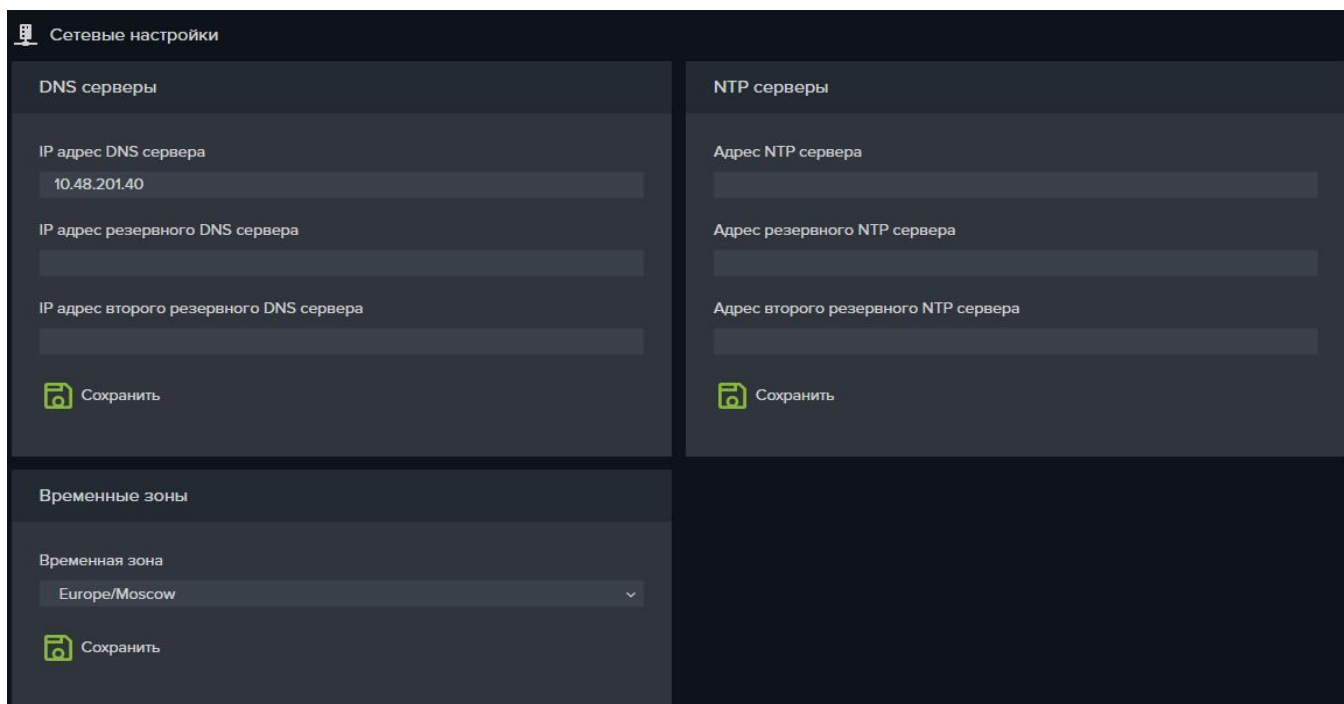 Сетевые настройки
DNS серверы
IP адрес DNS сервера
10.48.201.40
IP адрес резервного DNS сервера
IP адрес второго резервного DNS сервера
Сохранить
NTP серверы
Адрес NTP сервера
Адрес резервного NTP сервера
Адрес второго резервного NTP сервера
Сохранить
Временные зоны
Временная зона
Europe/Moscow
Сохранить